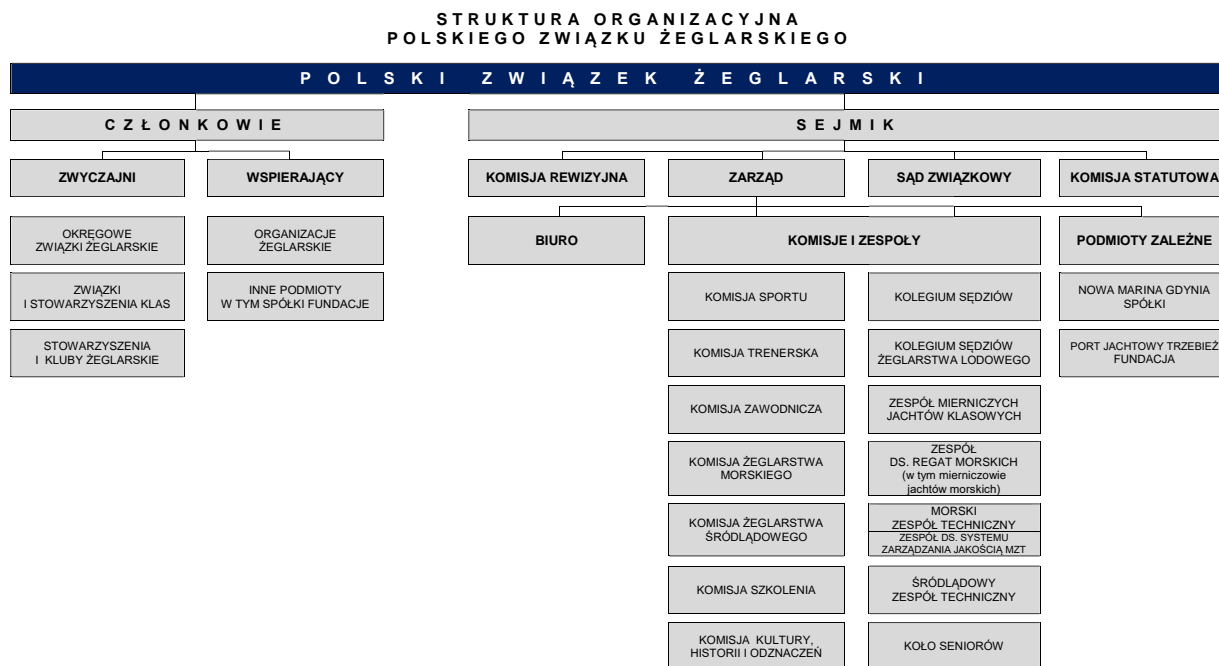 STRUKTURA ORGANIZACYJNA
POLSKIEGO ZWIĄZKU ŻEGLARSKIEGO
POLSKI ZWIĄZEK ŻEGLARSKI
CZŁONKOWIE
SEJMIK
ZWYCZAJNI
WSPIERAJĄCY
KOMISJA REWIZYJNA
ZARZĄD
SĄD ZWIĄZKOWY
KOMISJA STATUTOWA
OKRĘGOWE
ZWIĄZKI ŻEGLARSKIE
ORGANIZACJE
ŻEGLARSKIE
BIURO
KOMISJE I ZESPOŁY
PODMIOTY ZALEŻNE
ZWIĄZKI
I STOWARZYSZENIA KLAS
INNE PODMIOTY
W TYM SPÓŁKI FUNDACJE
KOMISJA SPORTU
KOLEGIUM SĘDZIÓW
NOWA MARINA GDYNIA
SPÓŁKI
STOWARZYSZENIA
I KLUBY ŻEGLARSKIE
KOMISJA TRENERSKA
KOLEGIUM SĘDZIÓW
ŻEGLARSTWA LODOWEGO
PORT JACHTOWY TRZEBIEŻ
FUNDACJA
KOMISJA ZAWODNICZA
ZESPÓŁ MIERNICZYCH
JACHTÓW KLASOWYCH
KOMISJA ŻEGLARSTWA
MORSKIEGO
ZESPÓŁ
DS. REGAT MORSKICH
(w tym mierniczowie
jachtów morskich)
KOMISJA ŻEGLARSTWA
ŚRÓDLĄDOWEGO
MORSKI
ZESPÓŁ TECHNICZNY
ZESPÓŁ DS. SYSTEMU
ZARZĄDZANIA JAKOŚCIĄ MZT
KOMISJA SZKOLENIA
ŚRÓDLĄDOWY
ZESPÓŁ TECHNICZNY
KOMISJA KULTURY,
HISTORII I ODZNACZEŃ
KOŁO SENIORÓW